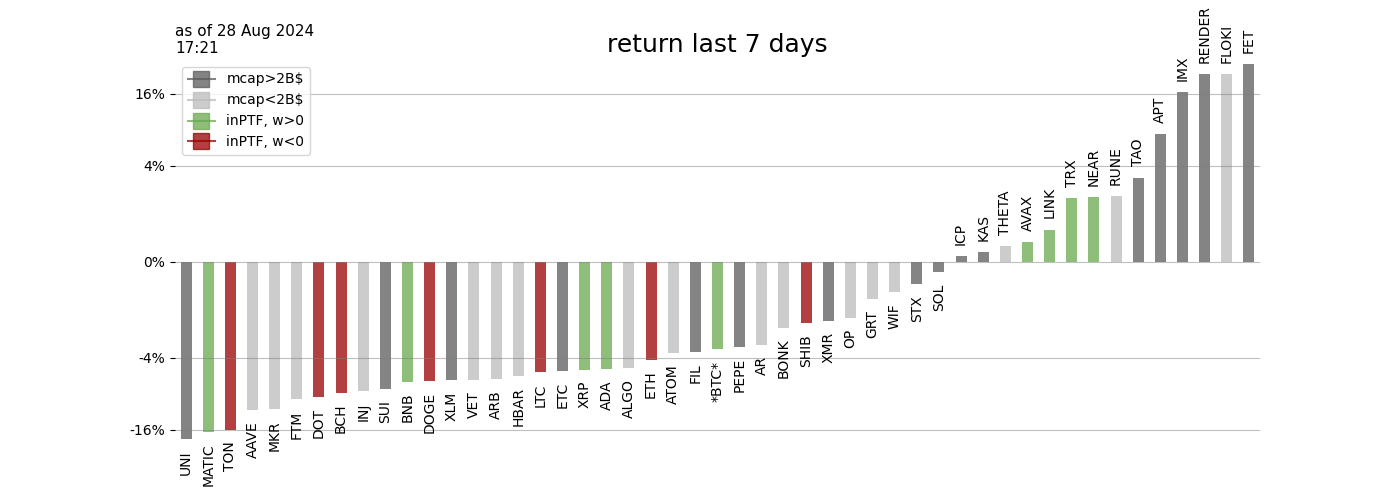 as of 28 Aug 2024
17:21
return last 7 days
mcap>2B$
mcap<2B$
inPTF, w>0
inPTF, w<0
16%
4%
0%
-4%
-16%
UNI
MATIC
TON
AAVE
MKR
FTM
DOT
BCH
INJ
SUI
BNB
DOGE
XLM
VET
ARB
HBAR
LTC
ETC
XRP
ADA
ALGO
ETH
ATOM
FIL
*BTC*
PEPE
AR
BONK
SHIB
XMR
OP
GRT
WIF
STX
SOL
ICP
KAS
THETA
AVAX
LINK
TRX
NEAR
RUNE
TAO
APT
IMX
RENDER
FLOKI
FET